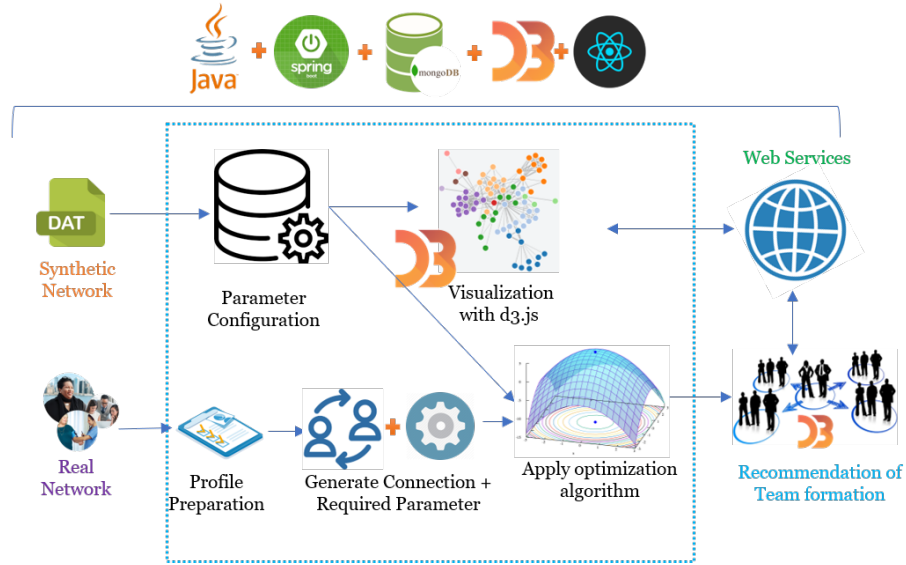 Java
spring
boot
mongoDB
Web Services
DAT
Synthetic
Network
Parameter
Configuration
Visualization
with d3.js
Real
Network
Profile
Preparation
Generate Connection +
Required Parameter
Apply optimization
algorithm
Recommendation of
Team formation